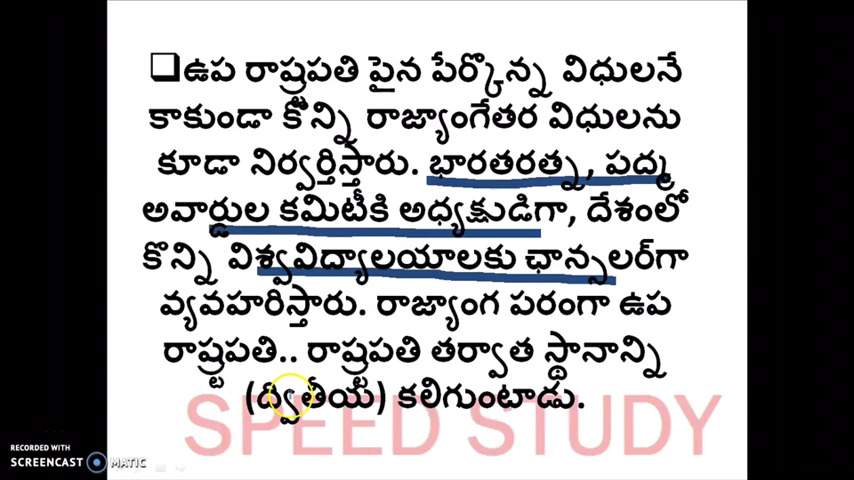 ❑ఉప రాష్ట్రపతి పైన పేర్కొన్న విధులనే
కాకుండా కొన్ని రాజ్యాంగేతర విధులను
కూడా నిర్వర్తిస్తారు. భారతరత్న, పద్మ
అవార్డుల కమిటీకి అధ్యక్షుడిగా, దేశంలో
కొన్ని విశ్వవిద్యాలయాలకు ఛాన్సలర్‌గా
వ్యవహరిస్తారు. రాజ్యాంగ పరంగా ఉప
రాష్ట్రపతి.. రాష్ట్రపతి తర్వాత స్థానాన్ని
(ద్వితీయ) కలిగుంటాడు.
SPEED STUDY
RECORDED WITH
SCREENCAST MATIC